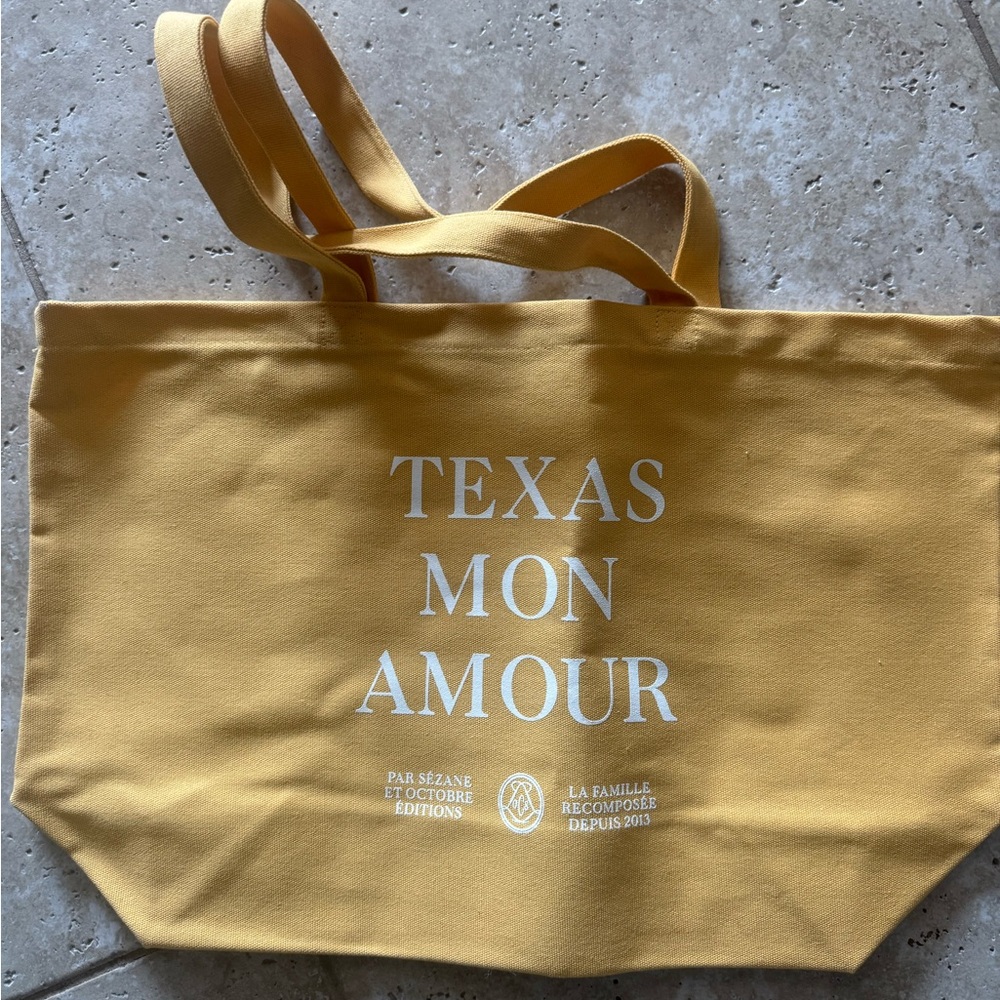 TEXAS
MON
AMOUR
PAR SÉZANE
ET OCTOBRE
ÉDITIONS
LA FAMILLE
RECOMPOSÉE
DEPUIS 2013